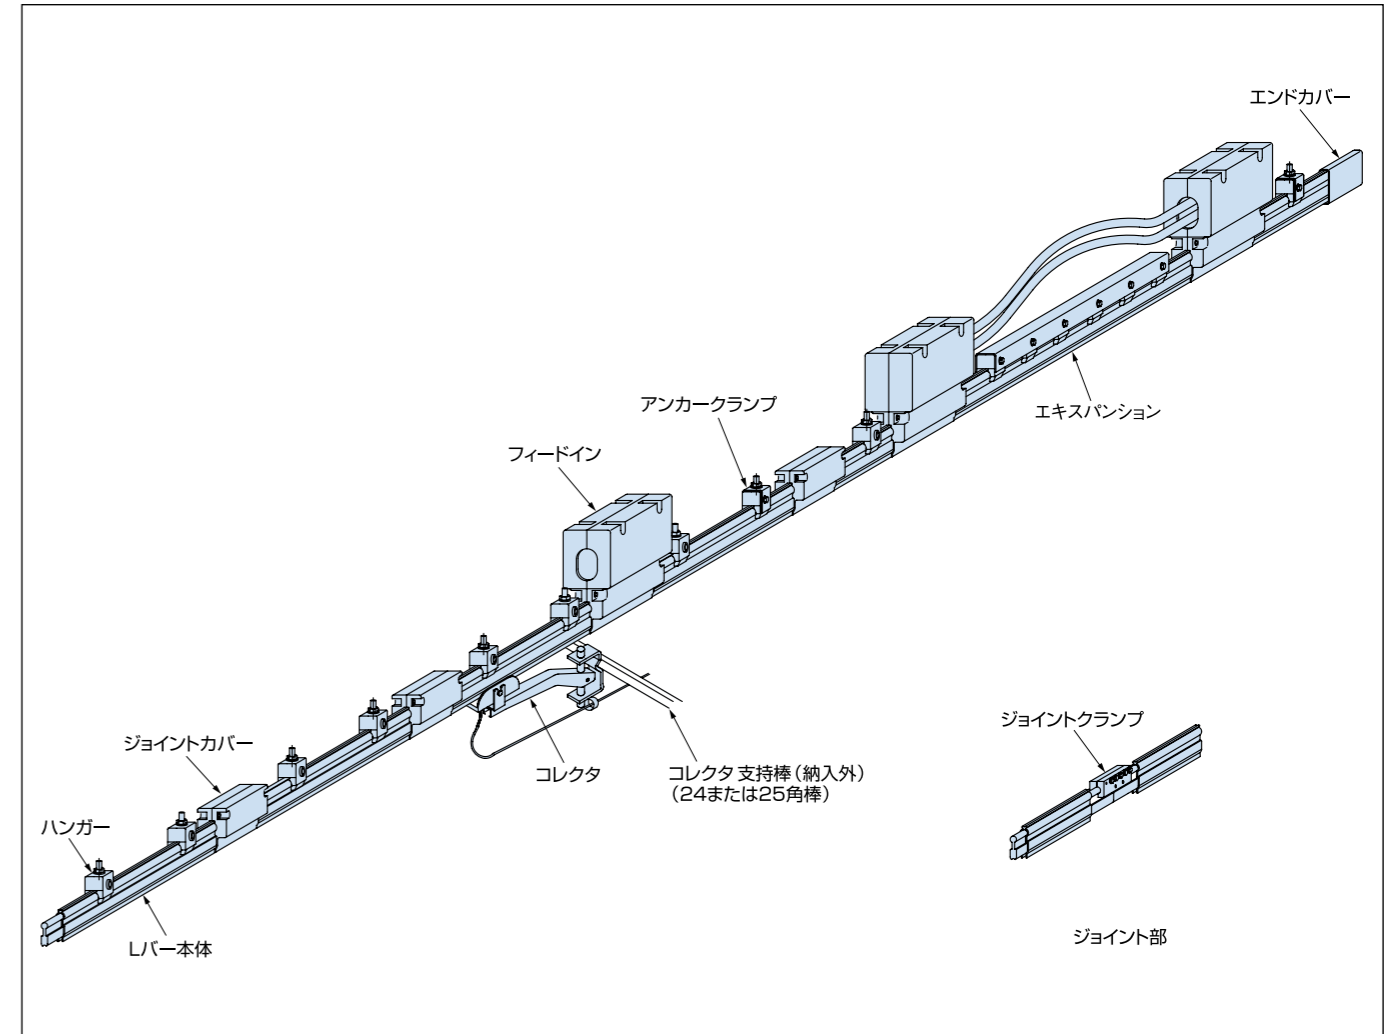 エンドカバー
エキスパンション
アンカークランプ
フィードイン
ジョイントカバー
コレクタ
コレクタ支持棒（納入外）
（24または25角棒）
ハンガー
Lバー本体
ジョイントクランプ
ジョイント部